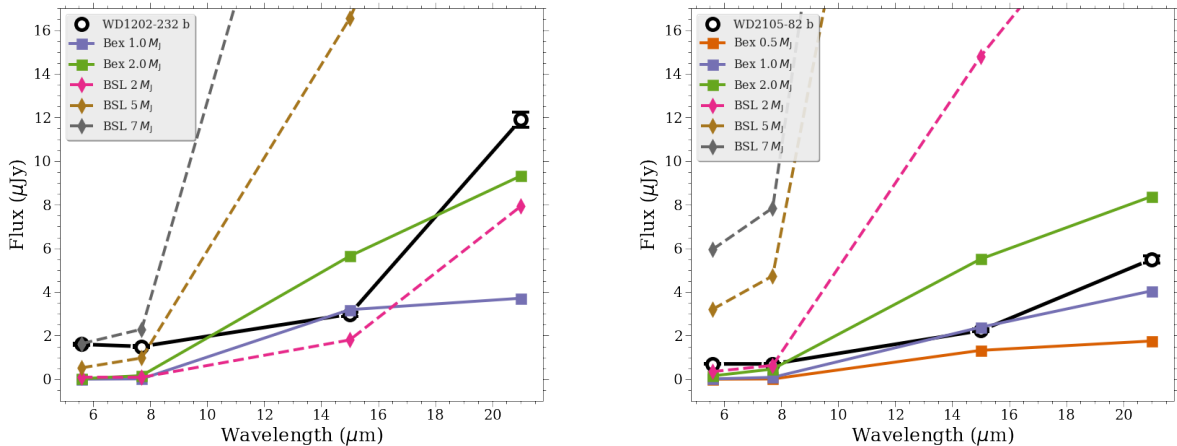 16
14
12
10
8
6
4
2
0
Flux (μJy)
WD1202-232 b
Bex 1.0 MJ
Bex 2.0 MJ
BSL 2 MJ
BSL 5 MJ
BSL 7 MJ
6 8 10 12 14 16 18 20
Wavelength (μm)
16
14
12
10
8
6
4
2
0
Flux (μJy)
WD2105-82 b
Bex 0.5 MJ
Bex 1.0 MJ
Bex 2.0 MJ
BSL 2 MJ
BSL 5 MJ
BSL 7 MJ
6 8 10 12 14 16 18 20
Wavelength (μm)